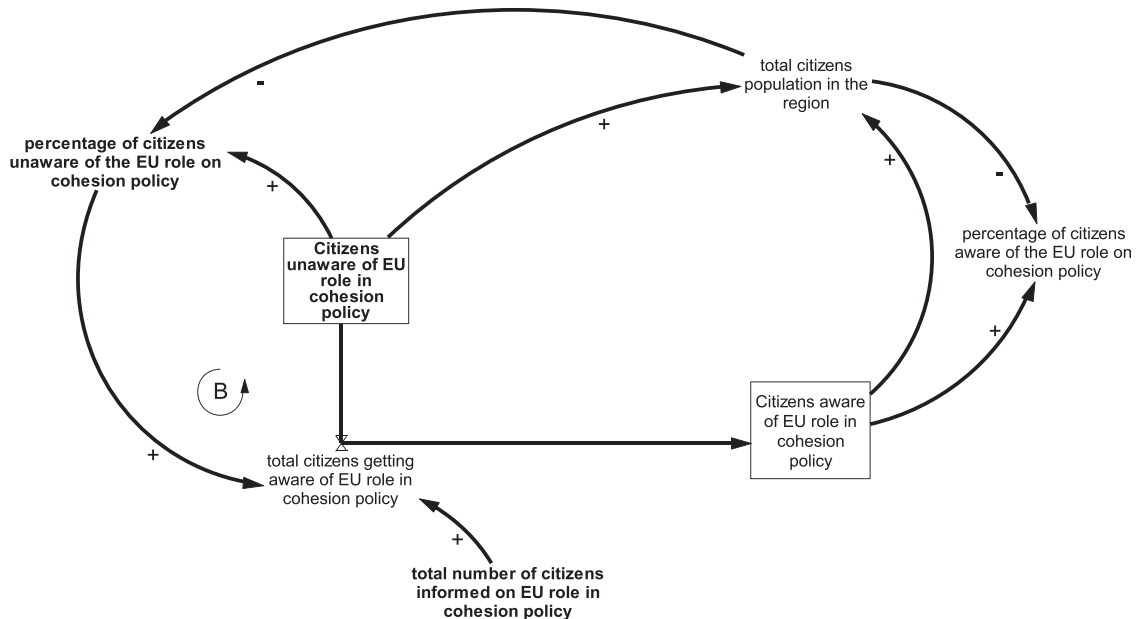 total citizens
population in the
region
-
+
percentage of citizens
unaware of the EU role on
cohesion policy
+
+
-
Citizens
unaware of EU
role in
cohesion
policy
percentage of citizens
aware of the EU role on
cohesion policy
+
B
Citizens aware
of EU role in
cohesion
policy
+
total citizens getting
aware of EU role in
cohesion policy
+
total number of citizens
informed on EU role in
cohesion policy